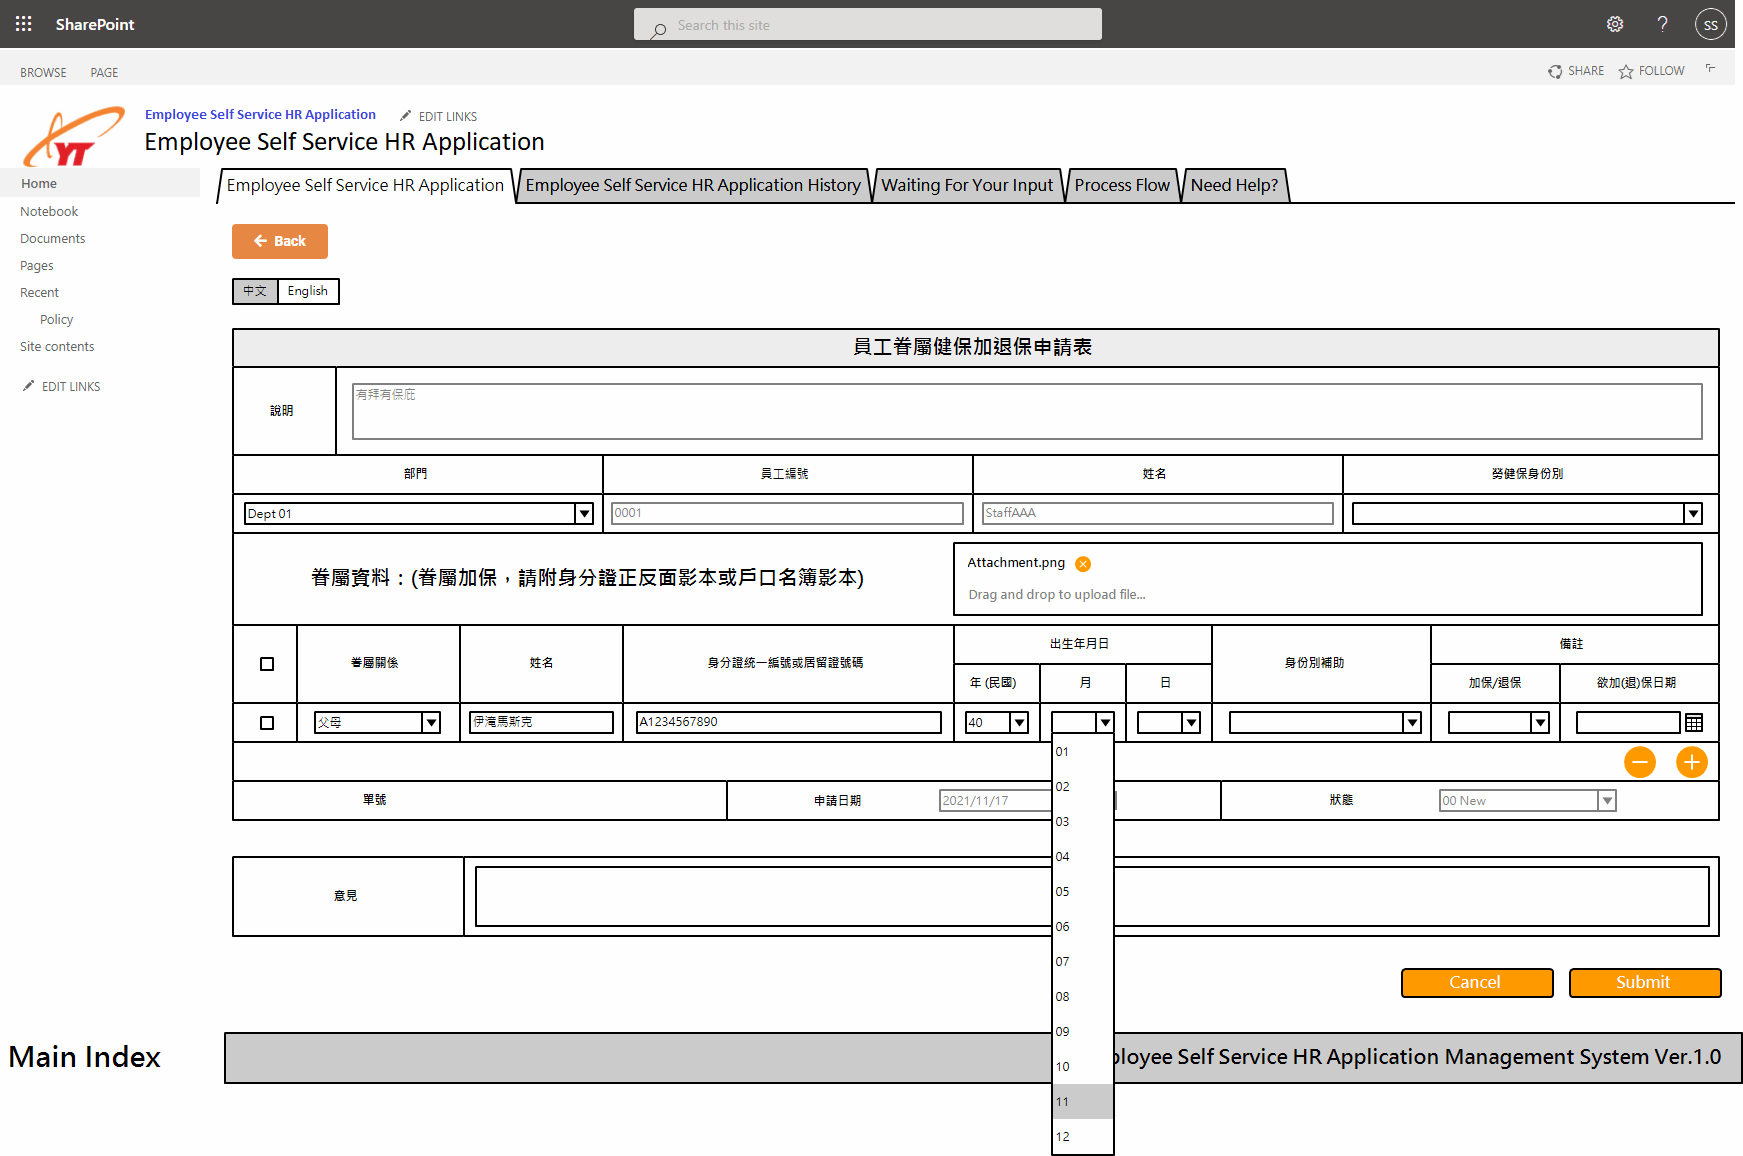 SharePoint
Search this site
?
SS
BROWSE
PAGE
SHARE
FOLLOW
YT
Employee Self Service HR Application
EDIT LINKS
Employee Self Service HR Application
Home
Notebook
Documents
Pages
Recent
Policy
Site contents
EDIT LINKS
Employee Self Service HR Application
Employee Self Service HR Application History
Waiting For Your Input
Process Flow
Need Help?
Back
中文
English
員工眷屬健保加退保申請表
說明
有拜有保庇
部門
員工編號
姓名
勞健保身份別
Dept 01
0001
StaffAAA
眷屬資料：(眷屬加保，請附身分證正反面影本或戶口名簿影本)
Attachment.png
Drag and drop to upload file...
眷屬關係
姓名
身分證統一編號或居留證號碼
出生年月日
年 (民國)
月
日
身份別補助
備註
加保/退保
欲加(退)保日期
父母
伊淹馬斯克
A1234567890
40
01
02
03
04
05
06
07
08
09
10
11
12
單號
申請日期
2021/11/17
狀態
00 New
意見
Cancel
Submit
Main Index
ployee Self Service HR Application Management System Ver.1.0